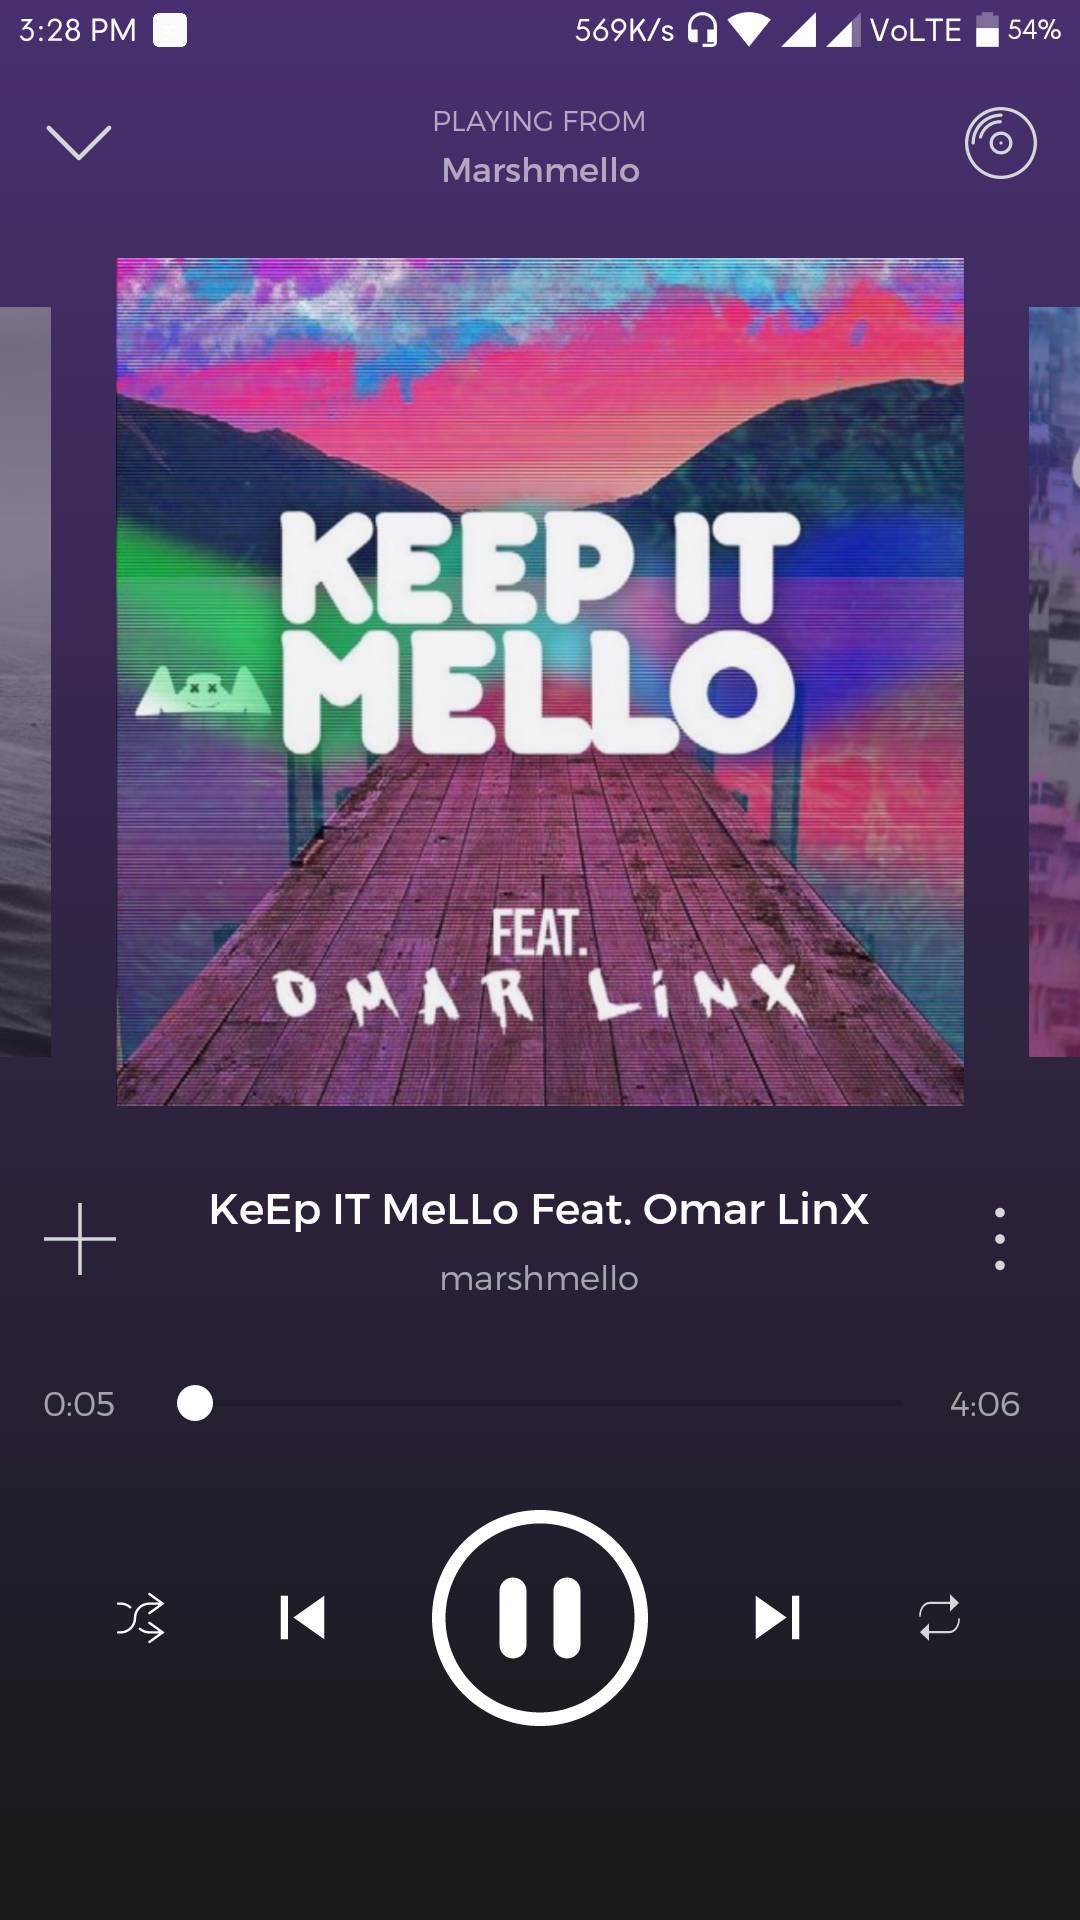 3:28 PM 569K/s VoLTE 54%
PLAYING FROM
Marshmello
KEEP IT
MELLO
FEAT.
OMAR LiNX
KeEp IT MeLLo Feat. Omar LinX
marshmello
0:05 4:06